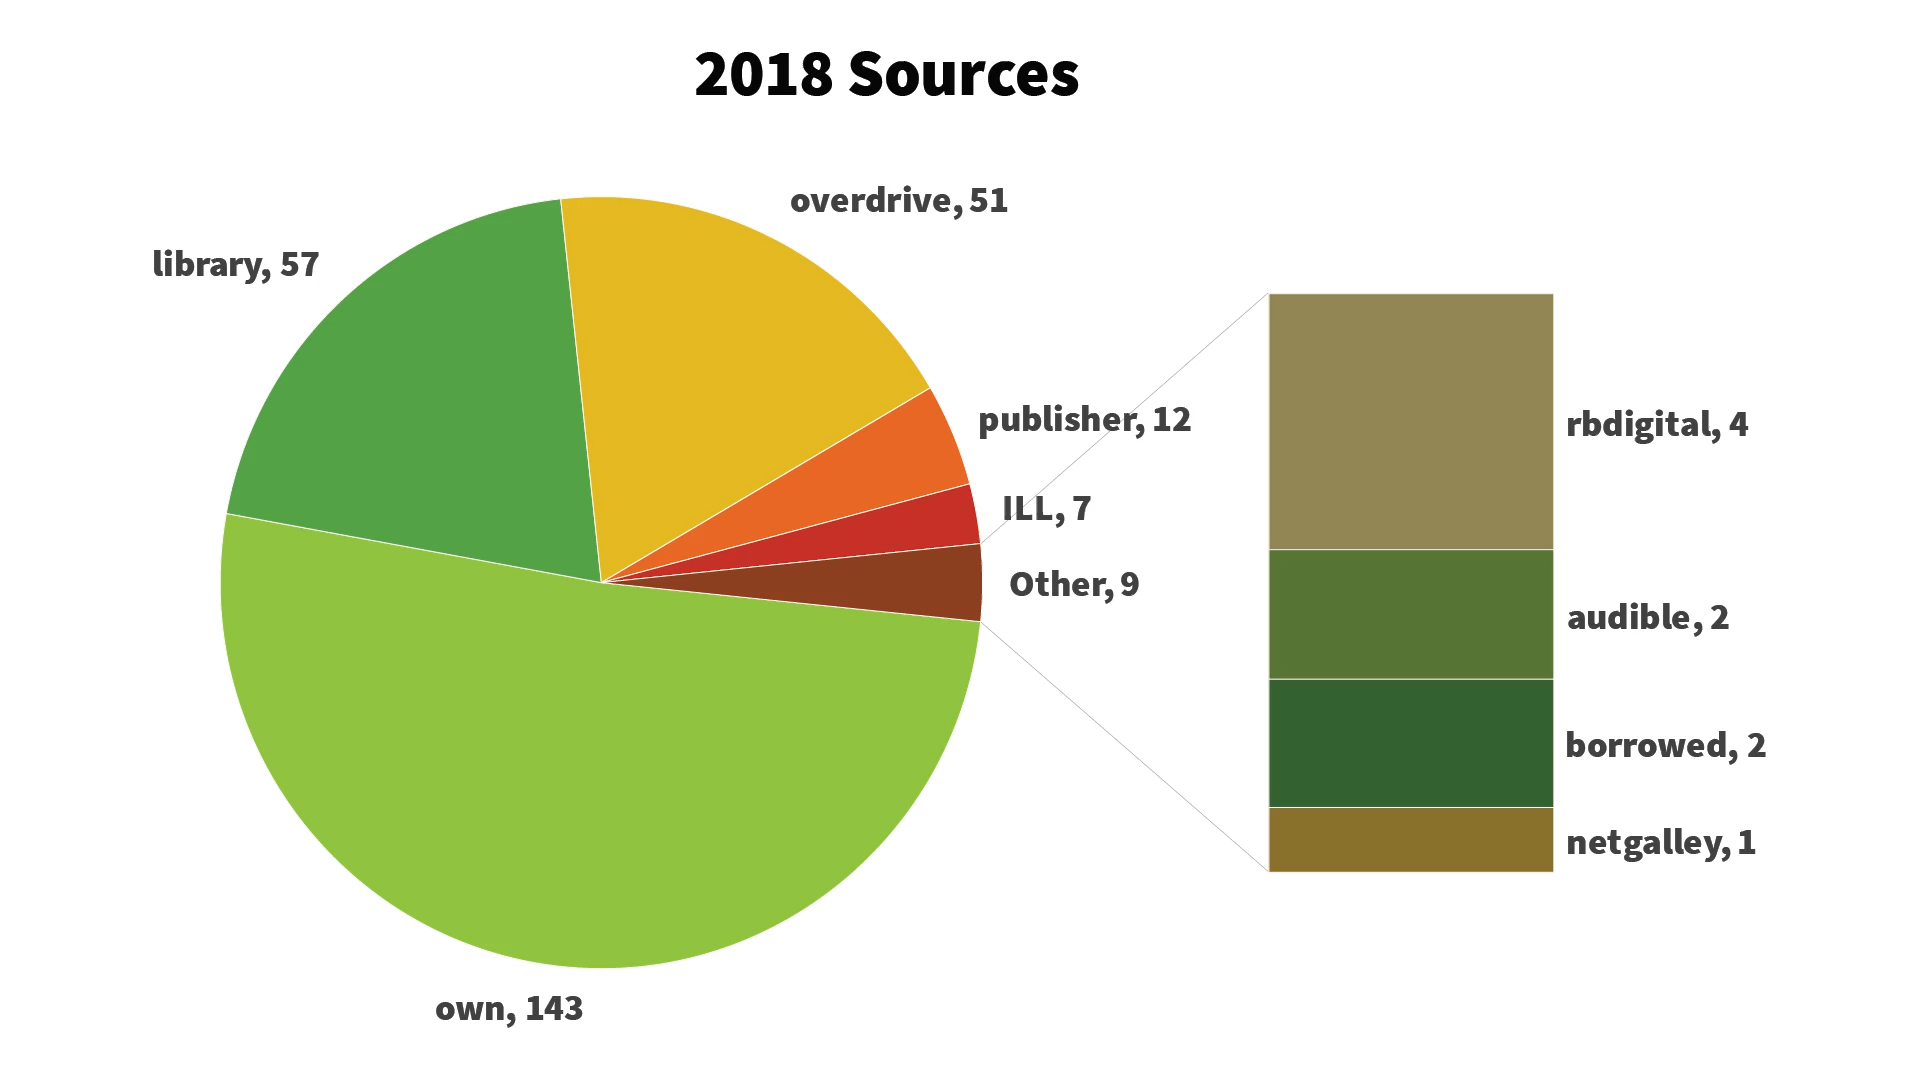 2018 Sources
overdrive, 51
library, 57
publisher, 12
ILL, 7
Other, 9
own, 143
rbdigital, 4
audible, 2
borrowed, 2
netgalley, 1